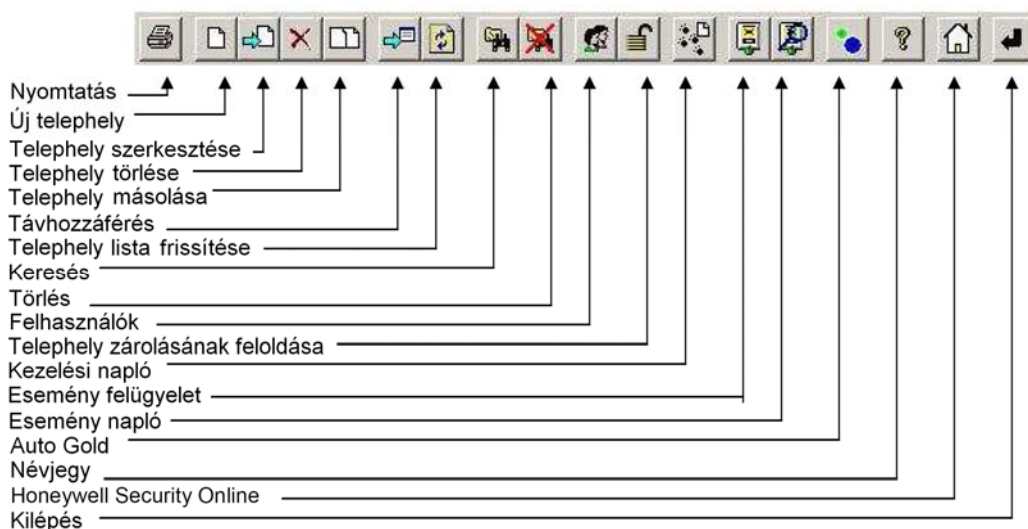 Nyomtatás
Új telephely
Telephely szerkesztése
Telephely törlése
Telephely másolása
Távhozzáférés
Telephely lista frissítése
Keresés
Törlés
Felhasználók
Telephely zárolásának feloldása
Kezelési napló
Esemény felügyelet
Esemény napló
Auto Gold
Névjegy
Honeywell Security Online
Kilépés